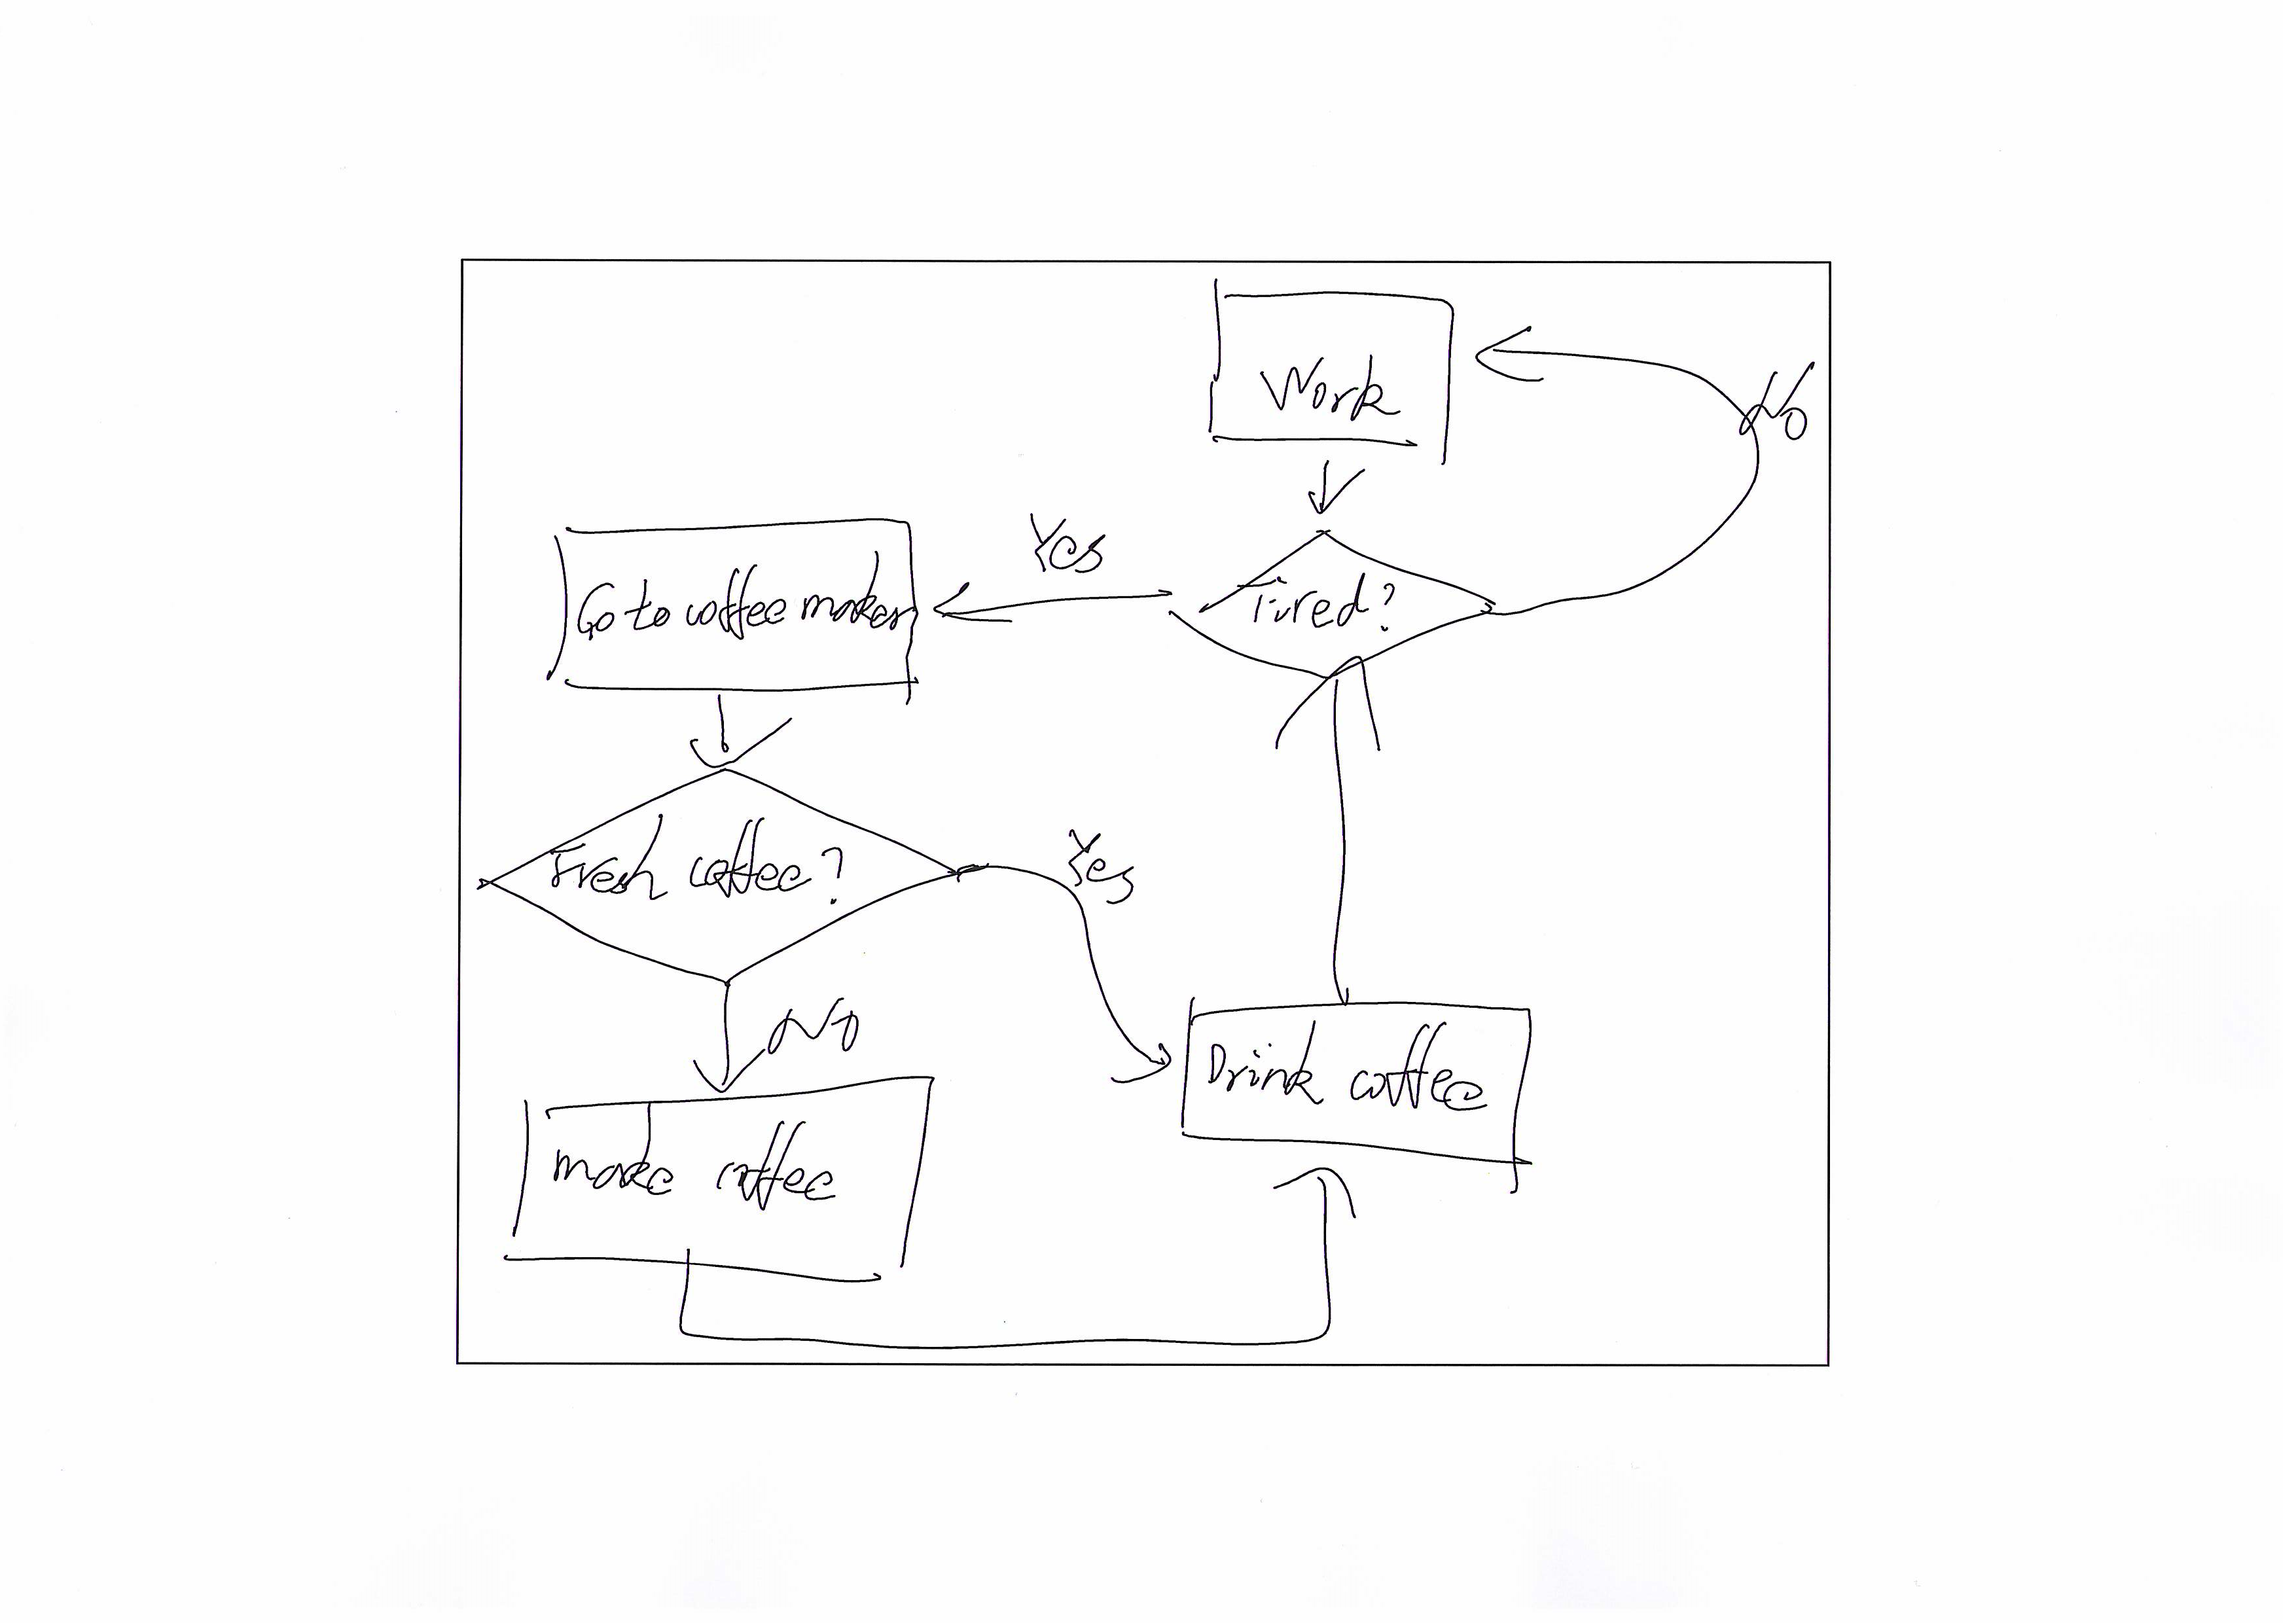 Work
No
Yes
Tired?
Go to coffee maker
Fresh coffee?
Yes
No
Drink coffee
make coffee